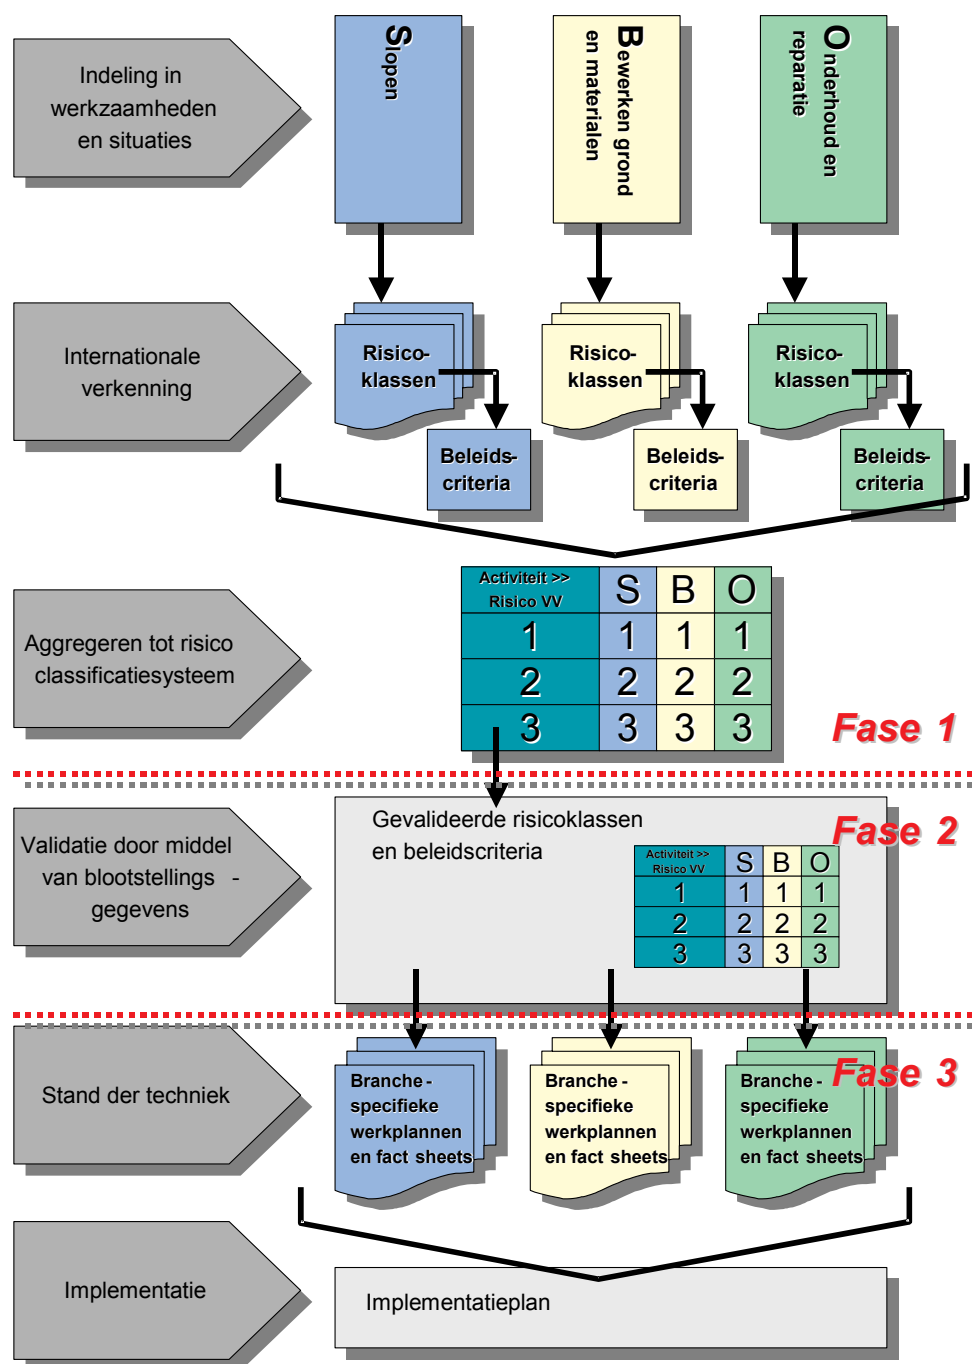 Indeling in
werkzaamheden
en situaties
Slopen
Bewerken grond
en materialen
Onderhoud en
reparatie
Internationale
verkenning
Risico-
klassen
Beleids-
criteria
Risico-
klassen
Beleids-
criteria
Risico-
klassen
Beleids-
criteria
Aggregeren tot risico
classificatiesysteem
Activiteit >>
Risico VV
S B O
1 1 1 1
2 2 2 2
3 3 3 3
Fase 1
Validatie door middel
van blootstellings -
gegevens
Gevalideerde risicoklassen
en beleidscriteria
Fase 2
Activiteit >>
Risico VV
S B O
1 1 1 1
2 2 2 2
3 3 3 3
Stand der techniek
Branche -
specifieke
werkplannen
en fact sheets
Branche -
specifieke
werkplannen
en fact sheets
Branche -
specifieke
werkplannen
en fact sheets
Fase 3
Implementatie
Implementatieplan